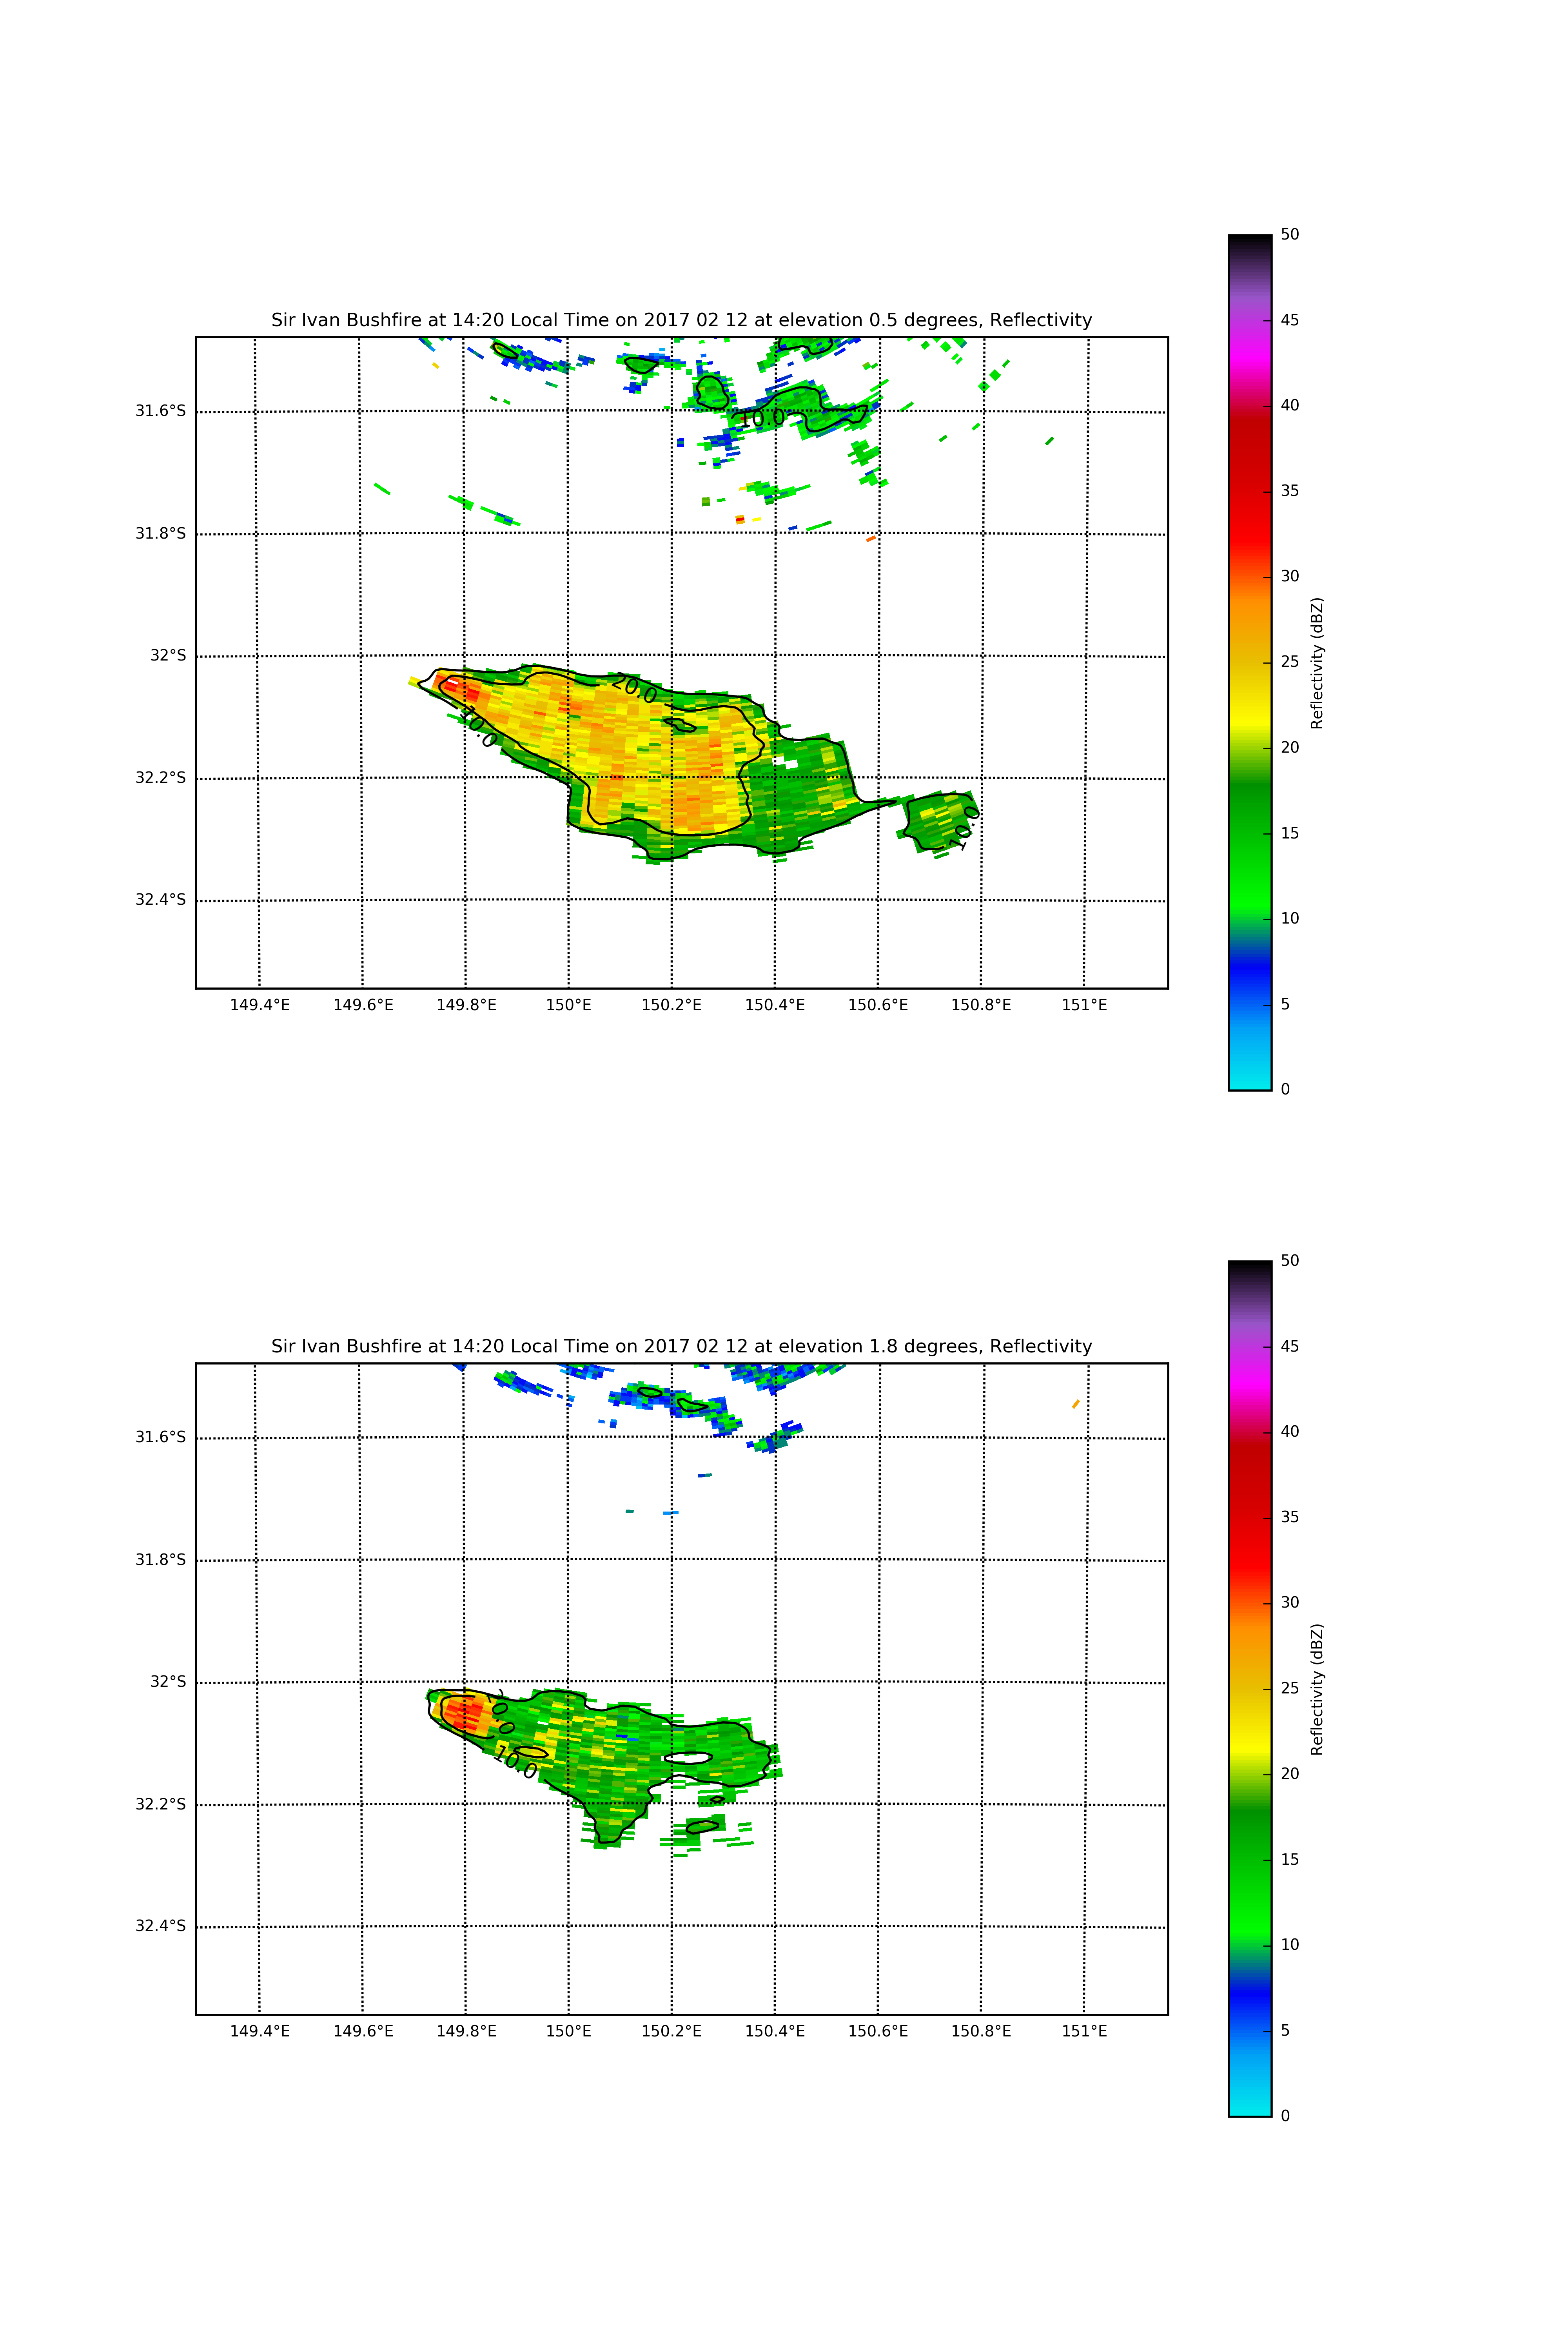 Sir Ivan Bushfire at 14:20 Local Time on 2017 02 12 at elevation 0.5 degrees, Reflectivity
31.6°S
31.8°S
32°S
32.2°S
32.4°S
149.4°E 149.6°E 149.8°E 150°E 150.2°E 150.4°E 150.6°E 150.8°E 151°E
10.0
20.0
10.0
10.0
50
45
40
35
30
25
20
15
10
5
0
Reflectivity (dBZ)
Sir Ivan Bushfire at 14:20 Local Time on 2017 02 12 at elevation 1.8 degrees, Reflectivity
31.6°S
31.8°S
32°S
32.2°S
32.4°S
149.4°E 149.6°E 149.8°E 150°E 150.2°E 150.4°E 150.6°E 150.8°E 151°E
20.0
10.0
50
45
40
35
30
25
20
15
10
5
0
Reflectivity (dBZ)